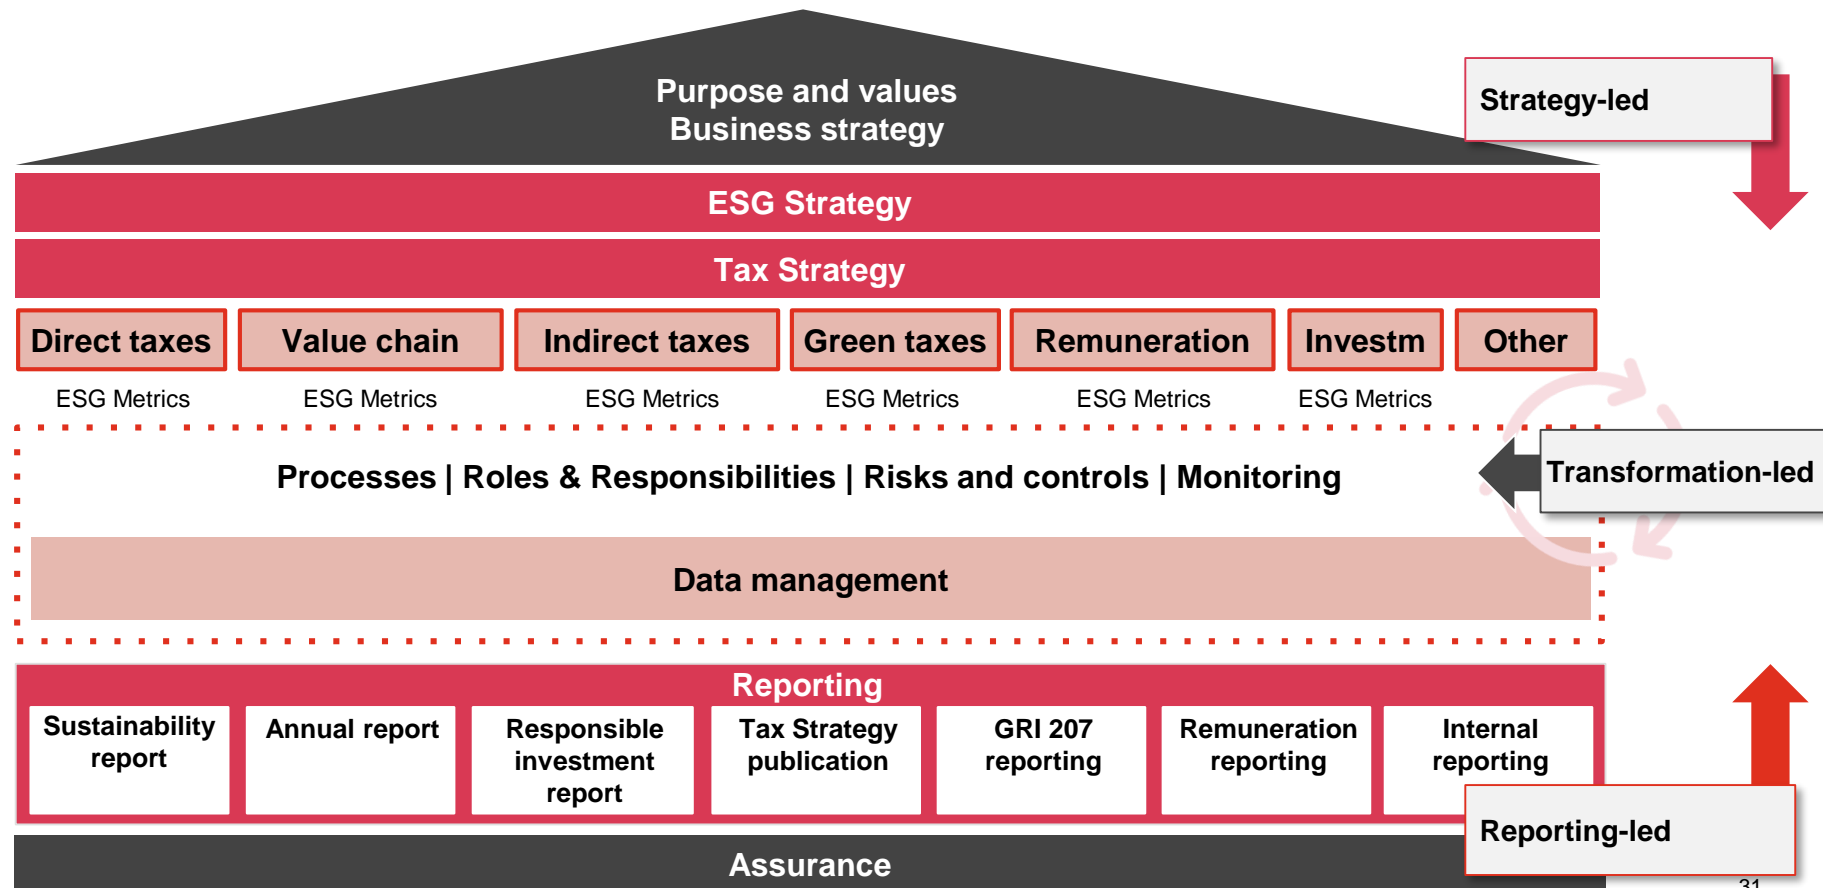 Purpose and values
Business strategy
Strategy-led
ESG Strategy
Tax Strategy
Direct taxes
Value chain
Indirect taxes
Green taxes
Remuneration
Investm
Other
ESG Metrics
ESG Metrics
ESG Metrics
ESG Metrics
ESG Metrics
ESG Metrics
Processes | Roles & Responsibilities | Risks and controls | Monitoring
Transformation-led
Data management
Reporting
Sustainability
report
Annual report
Responsible
investment
report
Tax Strategy
publication
GRI 207
reporting
Remuneration
reporting
Internal
reporting
Reporting-led
Assurance
31